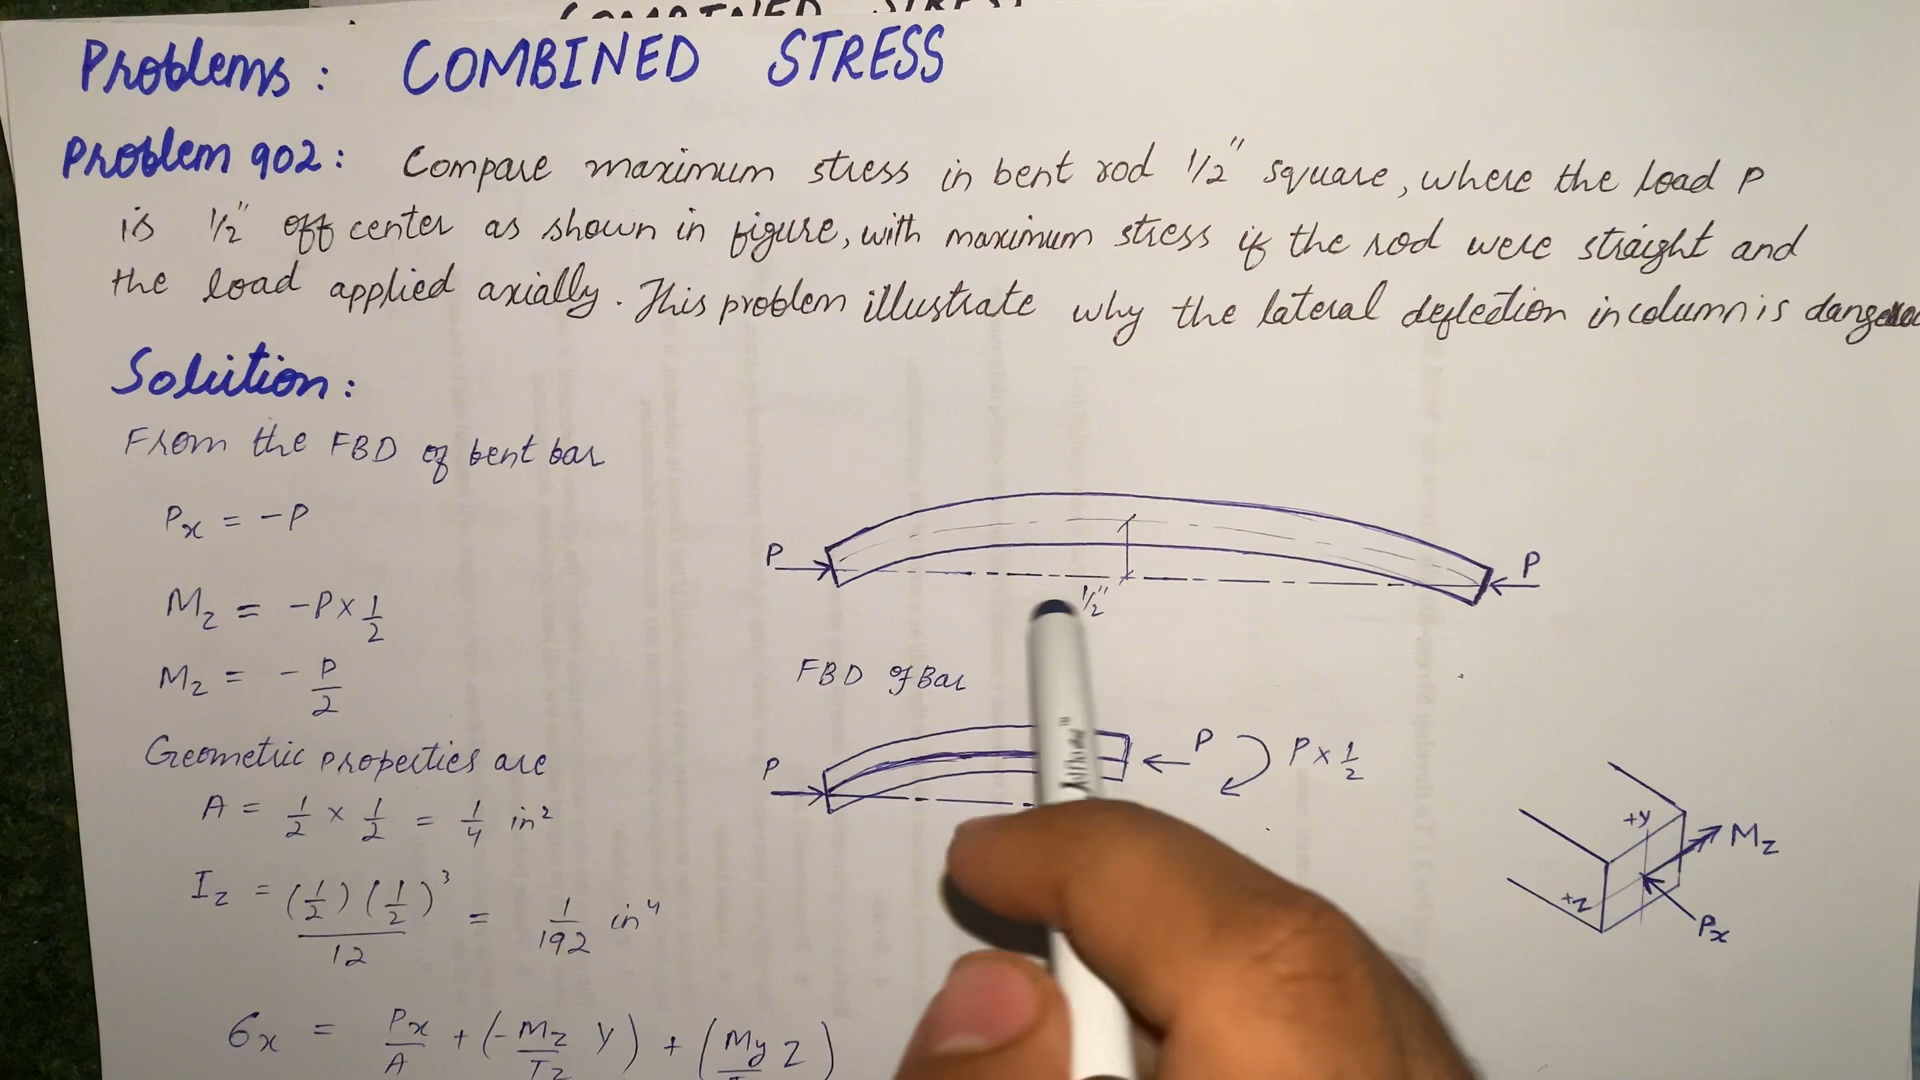 COMBINED STRESS
Problems: COMBINED STRESS
Problem 902: Compare maximum stress in bent rod 1/2" square, where the load P
is 1/2" off center as shown in figure, with maximum stress if the rod were straight and
the load applied axially. This problem illustrate why the lateral deflection in column is
Solution:
From the FBD of bent bar
Px = -P
Mz = -P × 1/2
Mz = - P/2
Geometric properties are
A = 1/2 × 1/2 = 1/4 in²
Iz = (1/2)(1/2)³/12 = 1/192 in⁴
6x = Px/A + (-Mz/Iz y) + (My z)
P P
1/2"
FBD of Bar
P P P × 1/2
+y Mz
+z Px